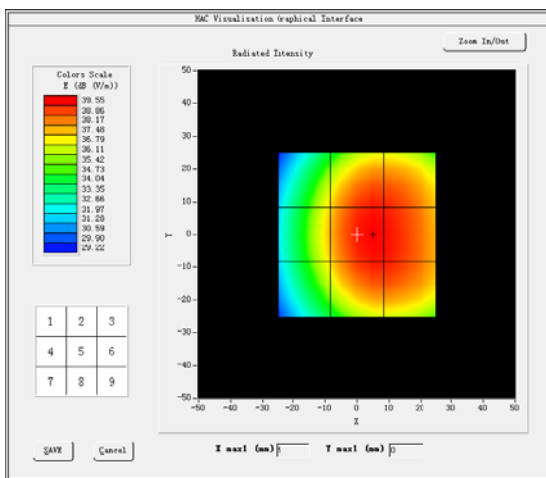 HAC Visualisation Graphical Interface
Zoom In/Out
Radiated Intensity
Colors Scale
E (dB (V/m))
39.55
38.86
38.17
37.48
36.79
36.11
35.42
34.73
34.04
33.35
32.66
31.97
31.28
30.59
29.90
29.22
50
40
30
20
10
0
-10
-20
-30
-40
-50
Y
-50 -40 -30 -20 -10 0 10 20 30 40 50
X
1 2 3
4 5 6
7 8 9
SAVE
Cancel
X max1 (mm)
Y max1 (mm) 0